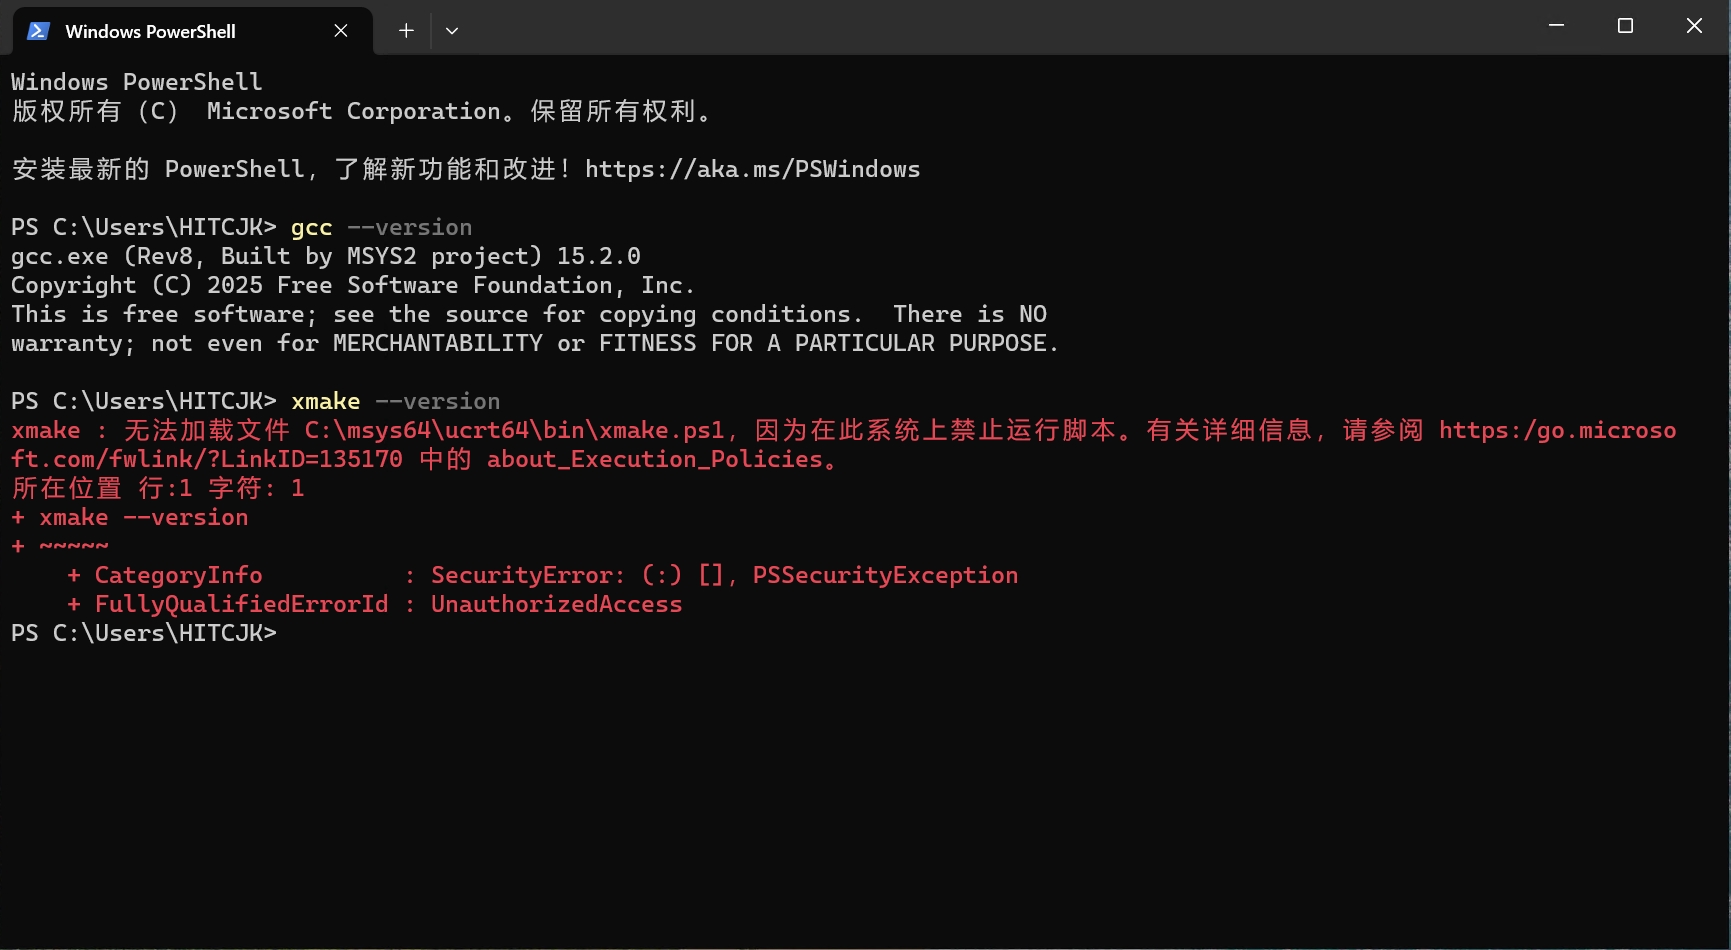 Windows PowerShell
Windows PowerShell
版权所有 (C)  Microsoft Corporation。保留所有权利。
安装最新的 PowerShell，了解新功能和改进！https://aka.ms/PSWindows
PS C:\Users\HITCJK> gcc --version
gcc.exe (Rev8, Built by MSYS2 project) 15.2.0
Copyright (C) 2025 Free Software Foundation, Inc.
This is free software; see the source for copying conditions.  There is NO
warranty; not even for MERCHANTABILITY or FITNESS FOR A PARTICULAR PURPOSE.
PS C:\Users\HITCJK> xmake --version
xmake : 无法加载文件 C:\msys64\ucrt64\bin\xmake.ps1，因为在此系统上禁止运行脚本。有关详细信息，请参阅 https:/go.microso
ft.com/fwlink/?LinkID=135170 中的 about_Execution_Policies。
所在位置 行:1 字符: 1
+ xmake --version
+ ~~~~~
    + CategoryInfo          : SecurityError: (:) []，PSSecurityException
    + FullyQualifiedErrorId : UnauthorizedAccess
PS C:\Users\HITCJK>